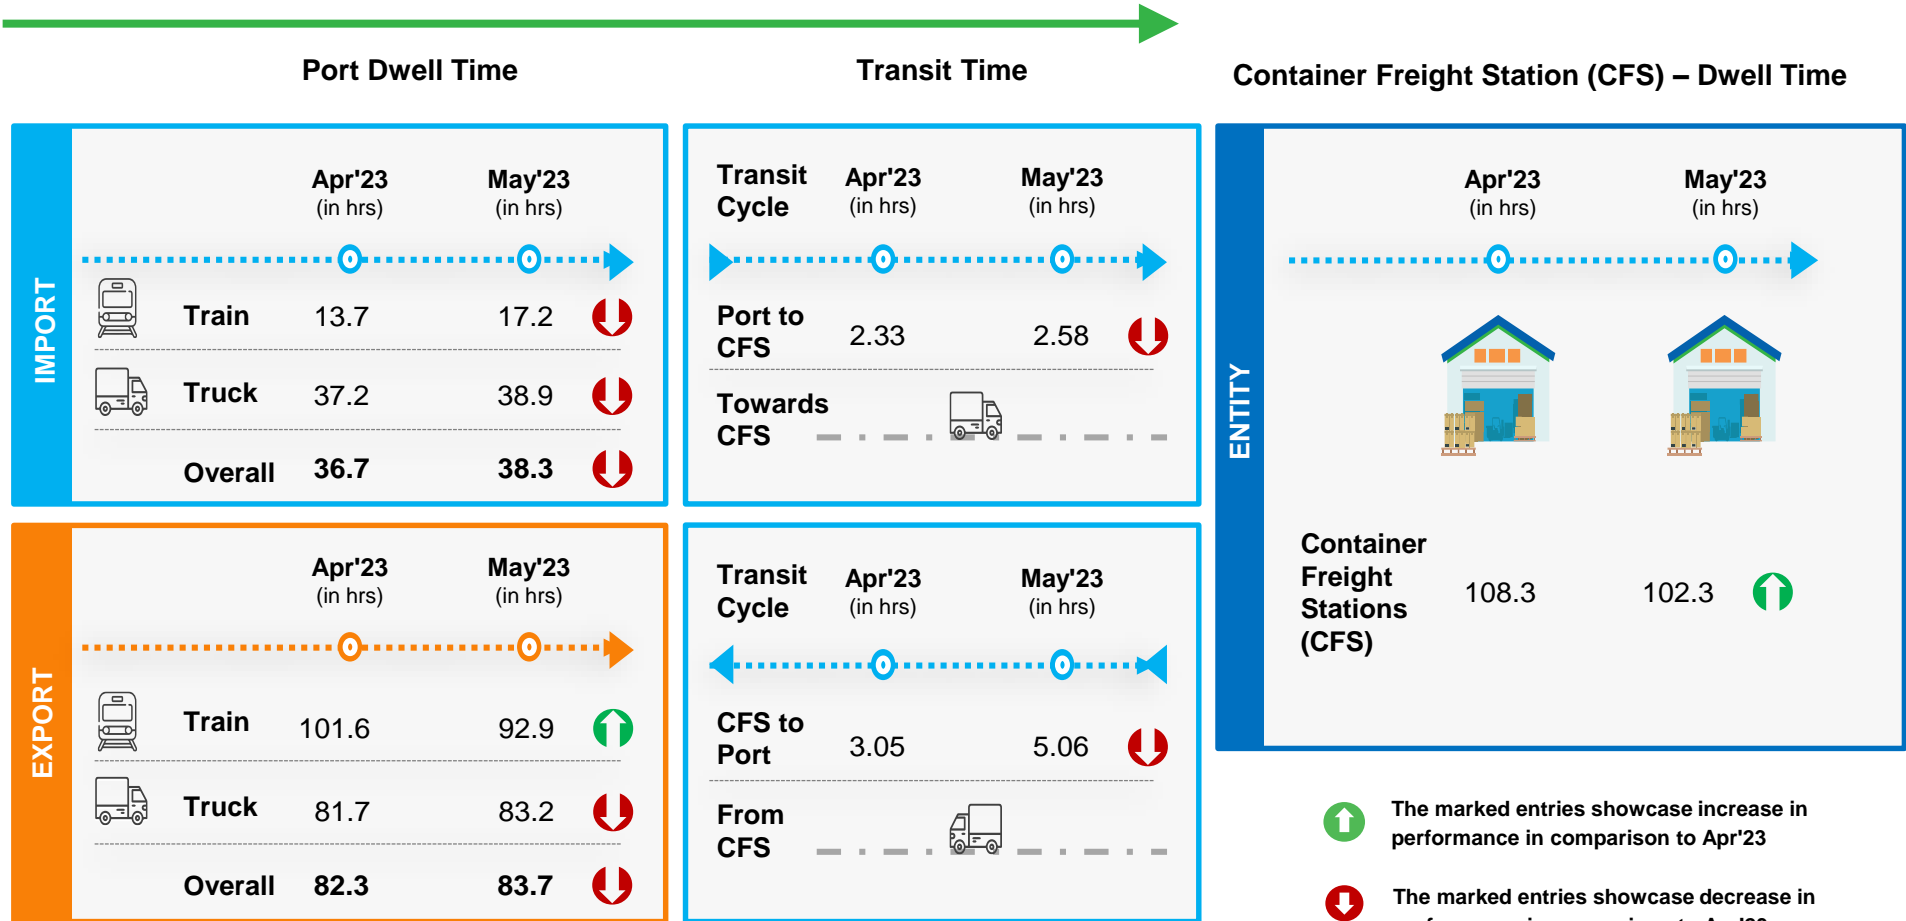 Port Dwell Time
Transit Time
Container Freight Station (CFS) – Dwell Time
IMPORT
Apr'23
(in hrs)
May'23
(in hrs)
Train 13.7 17.2
Truck 37.2 38.9
Overall 36.7 38.3
Transit
Cycle
Apr'23
(in hrs)
May'23
(in hrs)
Port to
CFS
2.33 2.58
Towards
CFS
ENTITY
Apr'23
(in hrs)
May'23
(in hrs)
Container
Freight
Stations
(CFS)
108.3 102.3
EXPORT
Apr'23
(in hrs)
May'23
(in hrs)
Train 101.6 92.9
Truck 81.7 83.2
Overall 82.3 83.7
Transit
Cycle
Apr'23
(in hrs)
May'23
(in hrs)
CFS to
Port
3.05 5.06
From
CFS
The marked entries showcase increase in
performance in comparison to Apr'23
The marked entries showcase decrease in